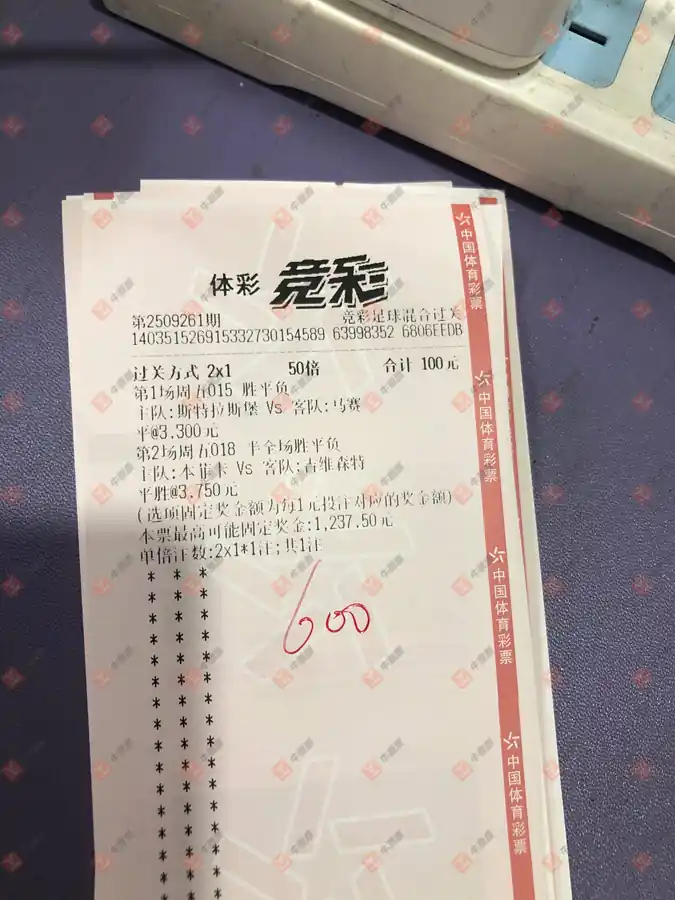 体彩 竞彩
第2509261期 竞彩足球混合过关
140351526915332730154589 63998352 6806EEDB
过关方式 2x1 50倍 合计 100元
第1场周五015 胜平负
主队:斯特拉斯堡 Vs 客队:马赛
平@3.300元
第2场周五018 半全场胜平负
主队:本菲卡 Vs 客队:吉维森特
平胜@3.750元
(选项固定奖金额为每1元投注对应的奖金额)
本票最高可能固定奖金:1,237.50元
单倍注数:2x1*1注;共1注
600
中国体育彩票
中国体育彩票
中国体育彩票
中国体育彩票